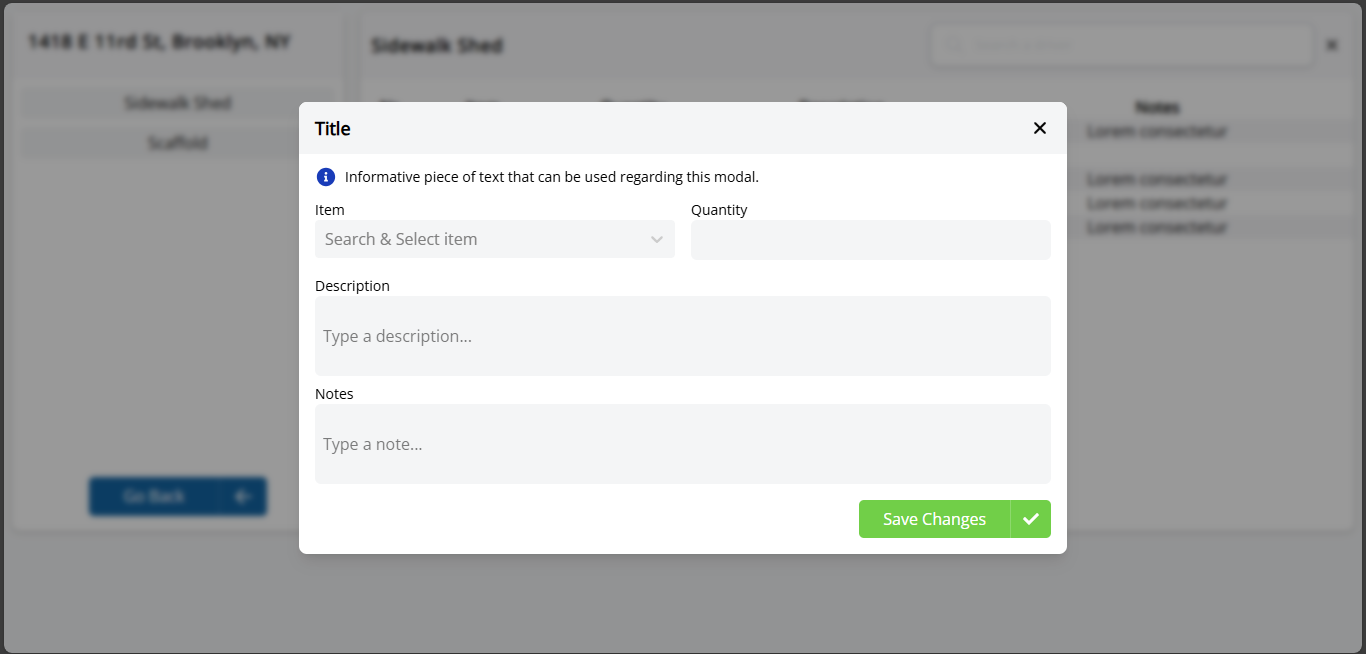 1418 E 11rd St, Brooklyn, NY
Sidewalk Shed
Sidewalk Shed
Scaffold
Notes
Lorem consectetur
Lorem consectetur
Lorem consectetur
Lorem consectetur
Go Back
Title
Informative piece of text that can be used regarding this modal.
Item
Quantity
Search & Select item
Description
Type a description...
Notes
Type a note...
Save Changes